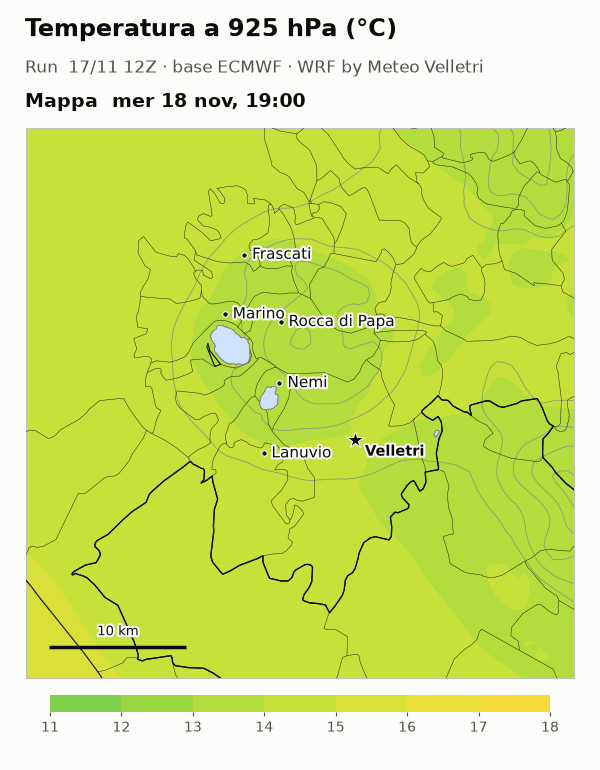 Temperatura a 925 hPa (°C)
Run  17/11 12Z · base ECMWF · WRF by Meteo Velletri
Mappa  mer 18 nov, 19:00
Frascati
Marino
Rocca di Papa
Nemi
Velletri
Lanuvio
10 km
11 12 13 14 15 16 17 18